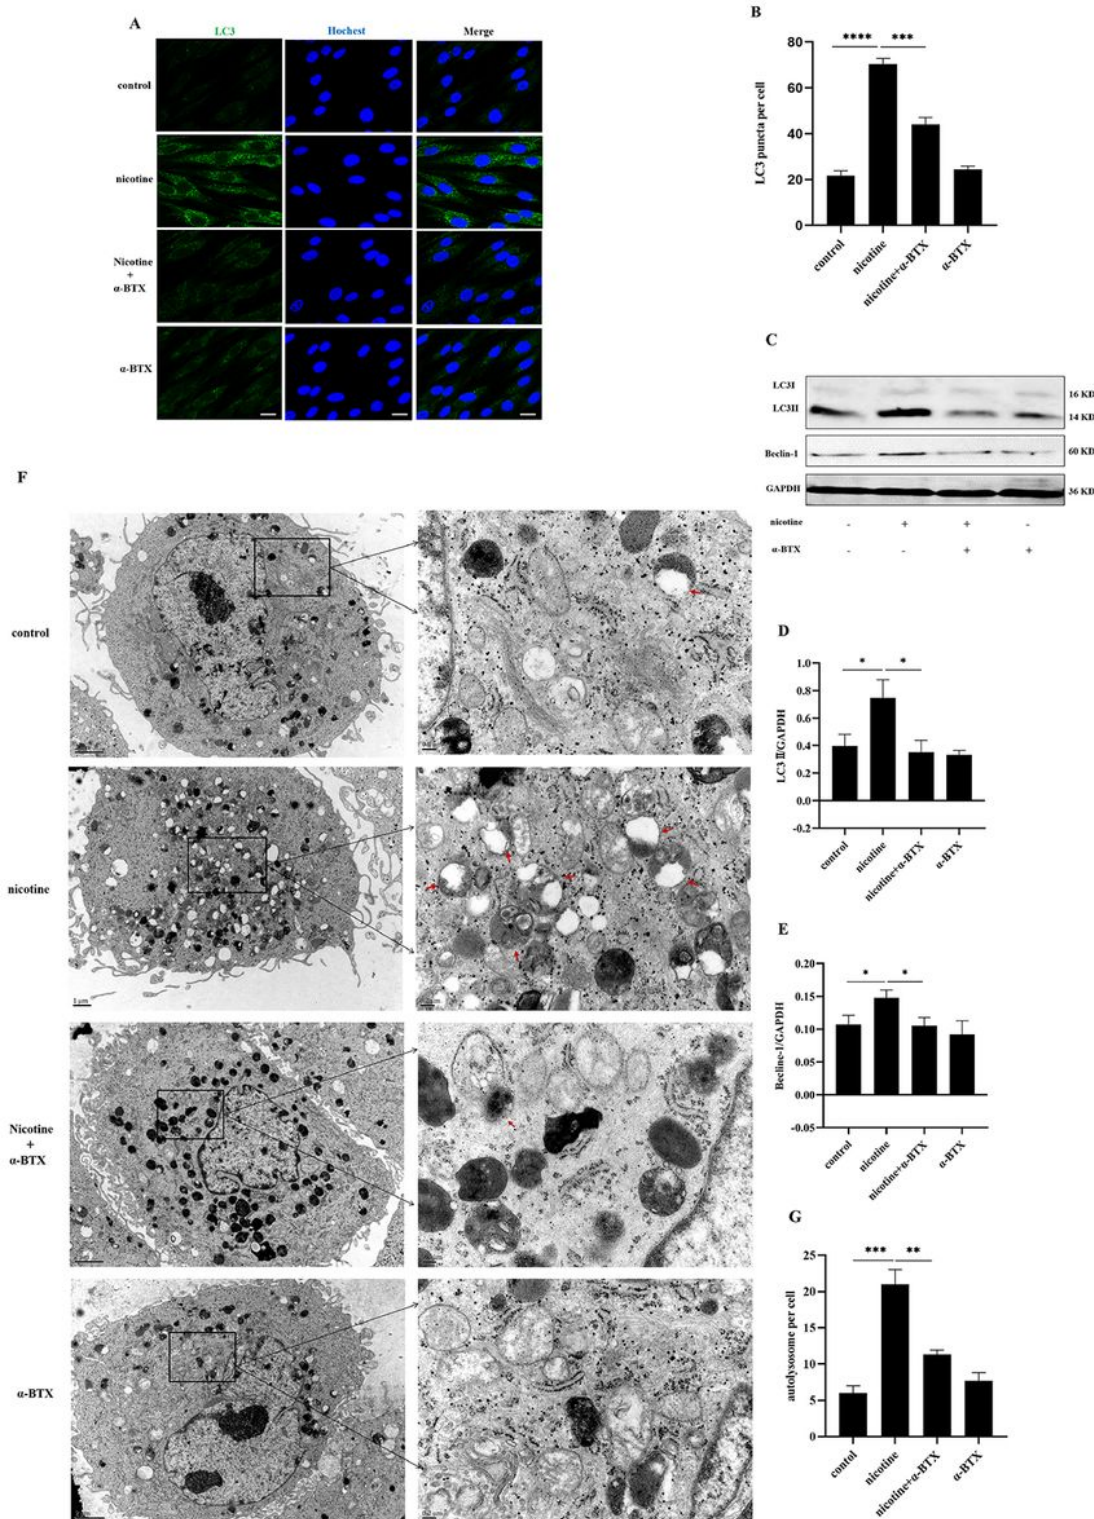 A
LC3 Hochest Merge
control
nicotine
Nicotine
+
α-BTX
α-BTX
B
**** ***
LC3 puncta per cell
80
60
40
20
0
control nicotine nicotine+α-BTX α-BTX
C
LC3I
16 KD
LC3II
14 KD
Beclin-1 60 KD
GAPDH 36 KD
nicotine - + + -
α-BTX - - + +
D
* *
LC3Ⅱ/GAPDH
1.0
0.8
0.6
0.4
0.2
0.0
-0.2
control nicotine nicotine+α-BTX α-BTX
E
* *
Becline-1/GAPDH
0.20
0.15
0.10
0.05
0.00
-0.05
control nicotine nicotine+α-BTX α-BTX
F
control
nicotine
1 μm
Nicotine
+
α-BTX
α-BTX
G
*** **
autolysosome per cell
25
20
15
10
5
0
contol nicotine nicotine+α-BTX α-BTX